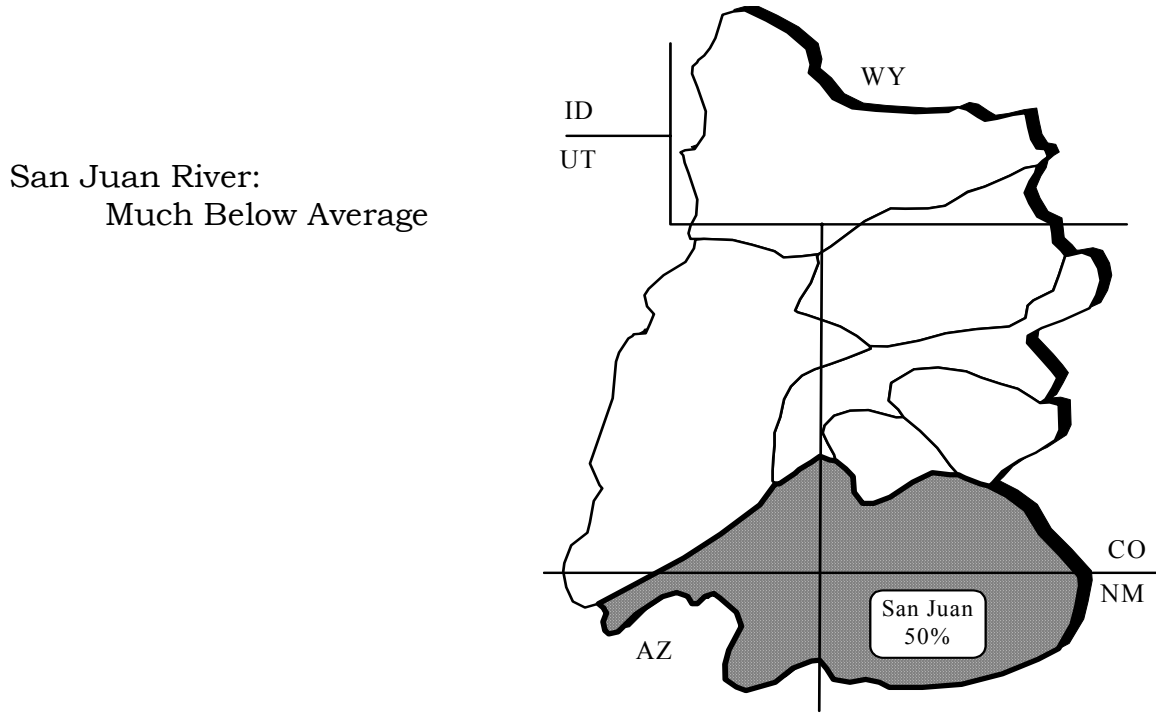 San Juan River:
Much Below Average
WY
ID
UT
CO
NM
San Juan
50%
AZ